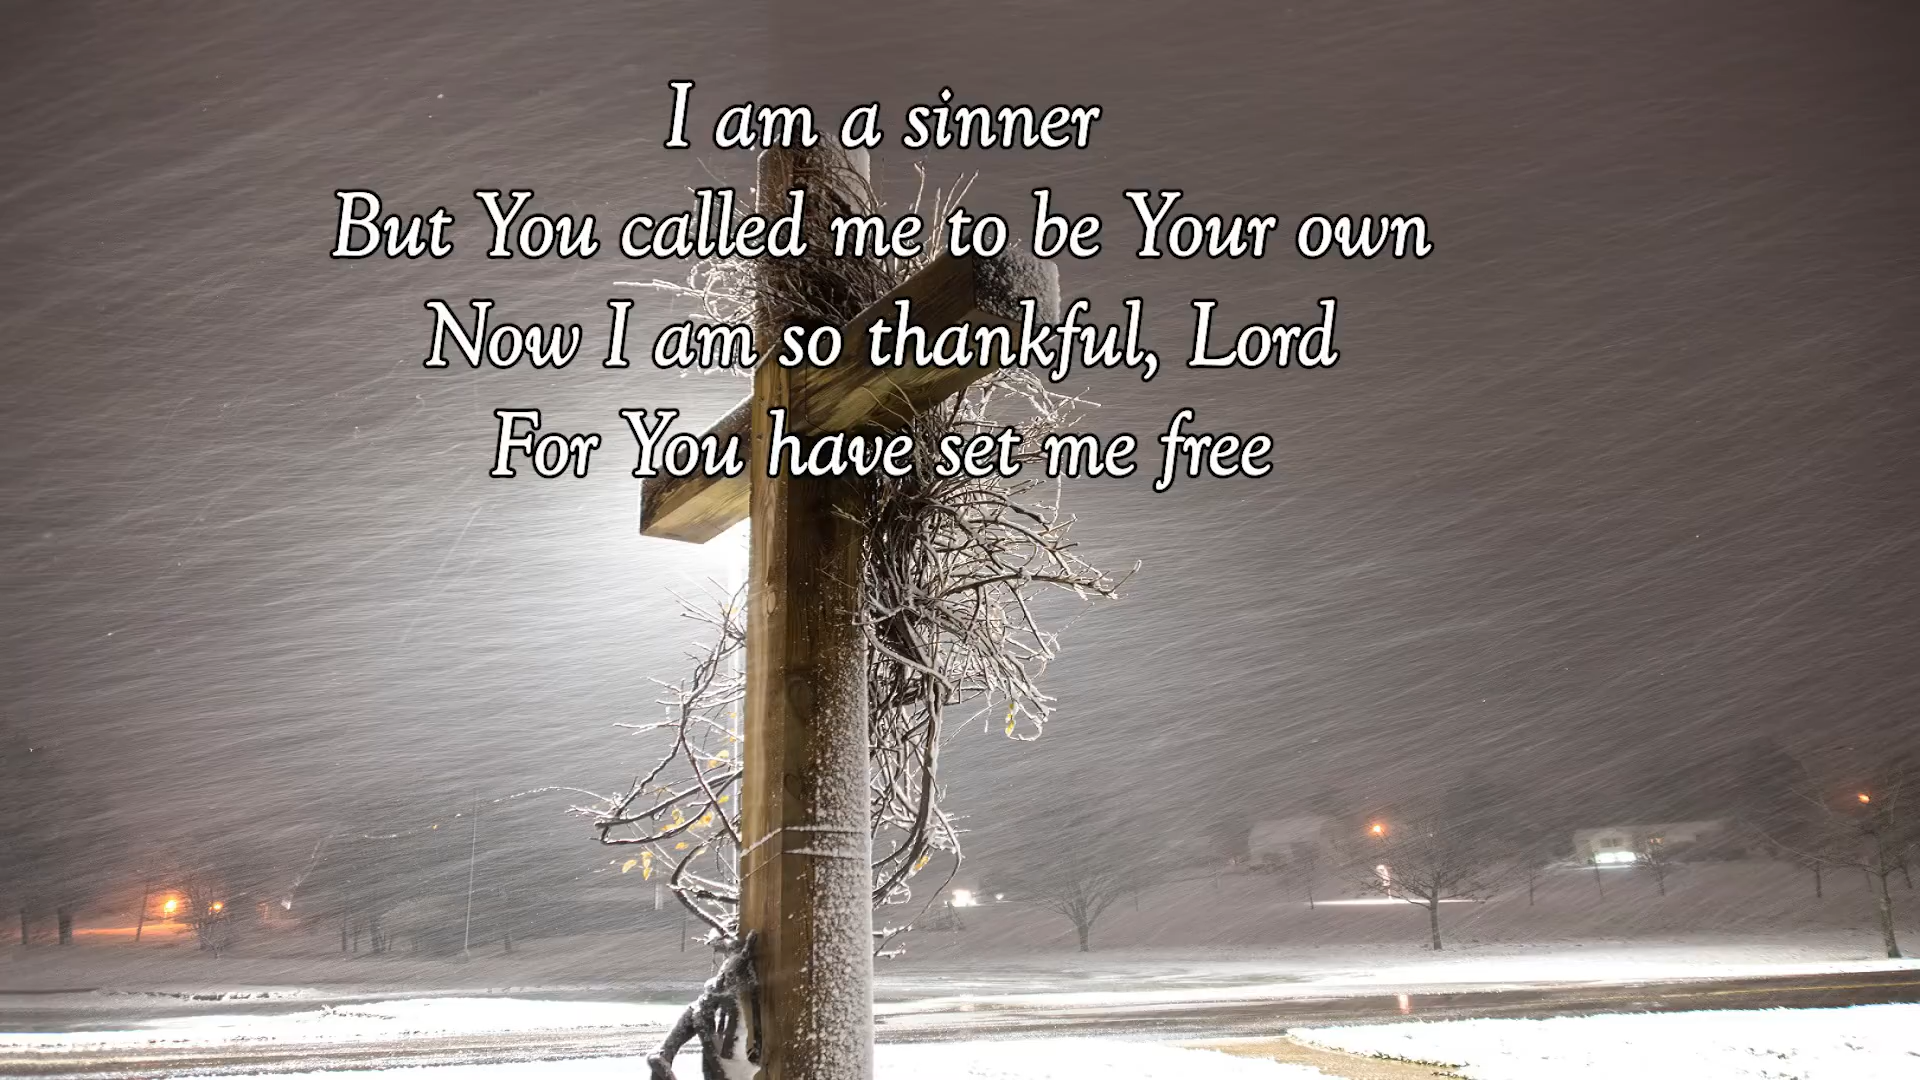 I am a sinner
But You called me to be Your own
Now I am so thankful, Lord
For You have set me free